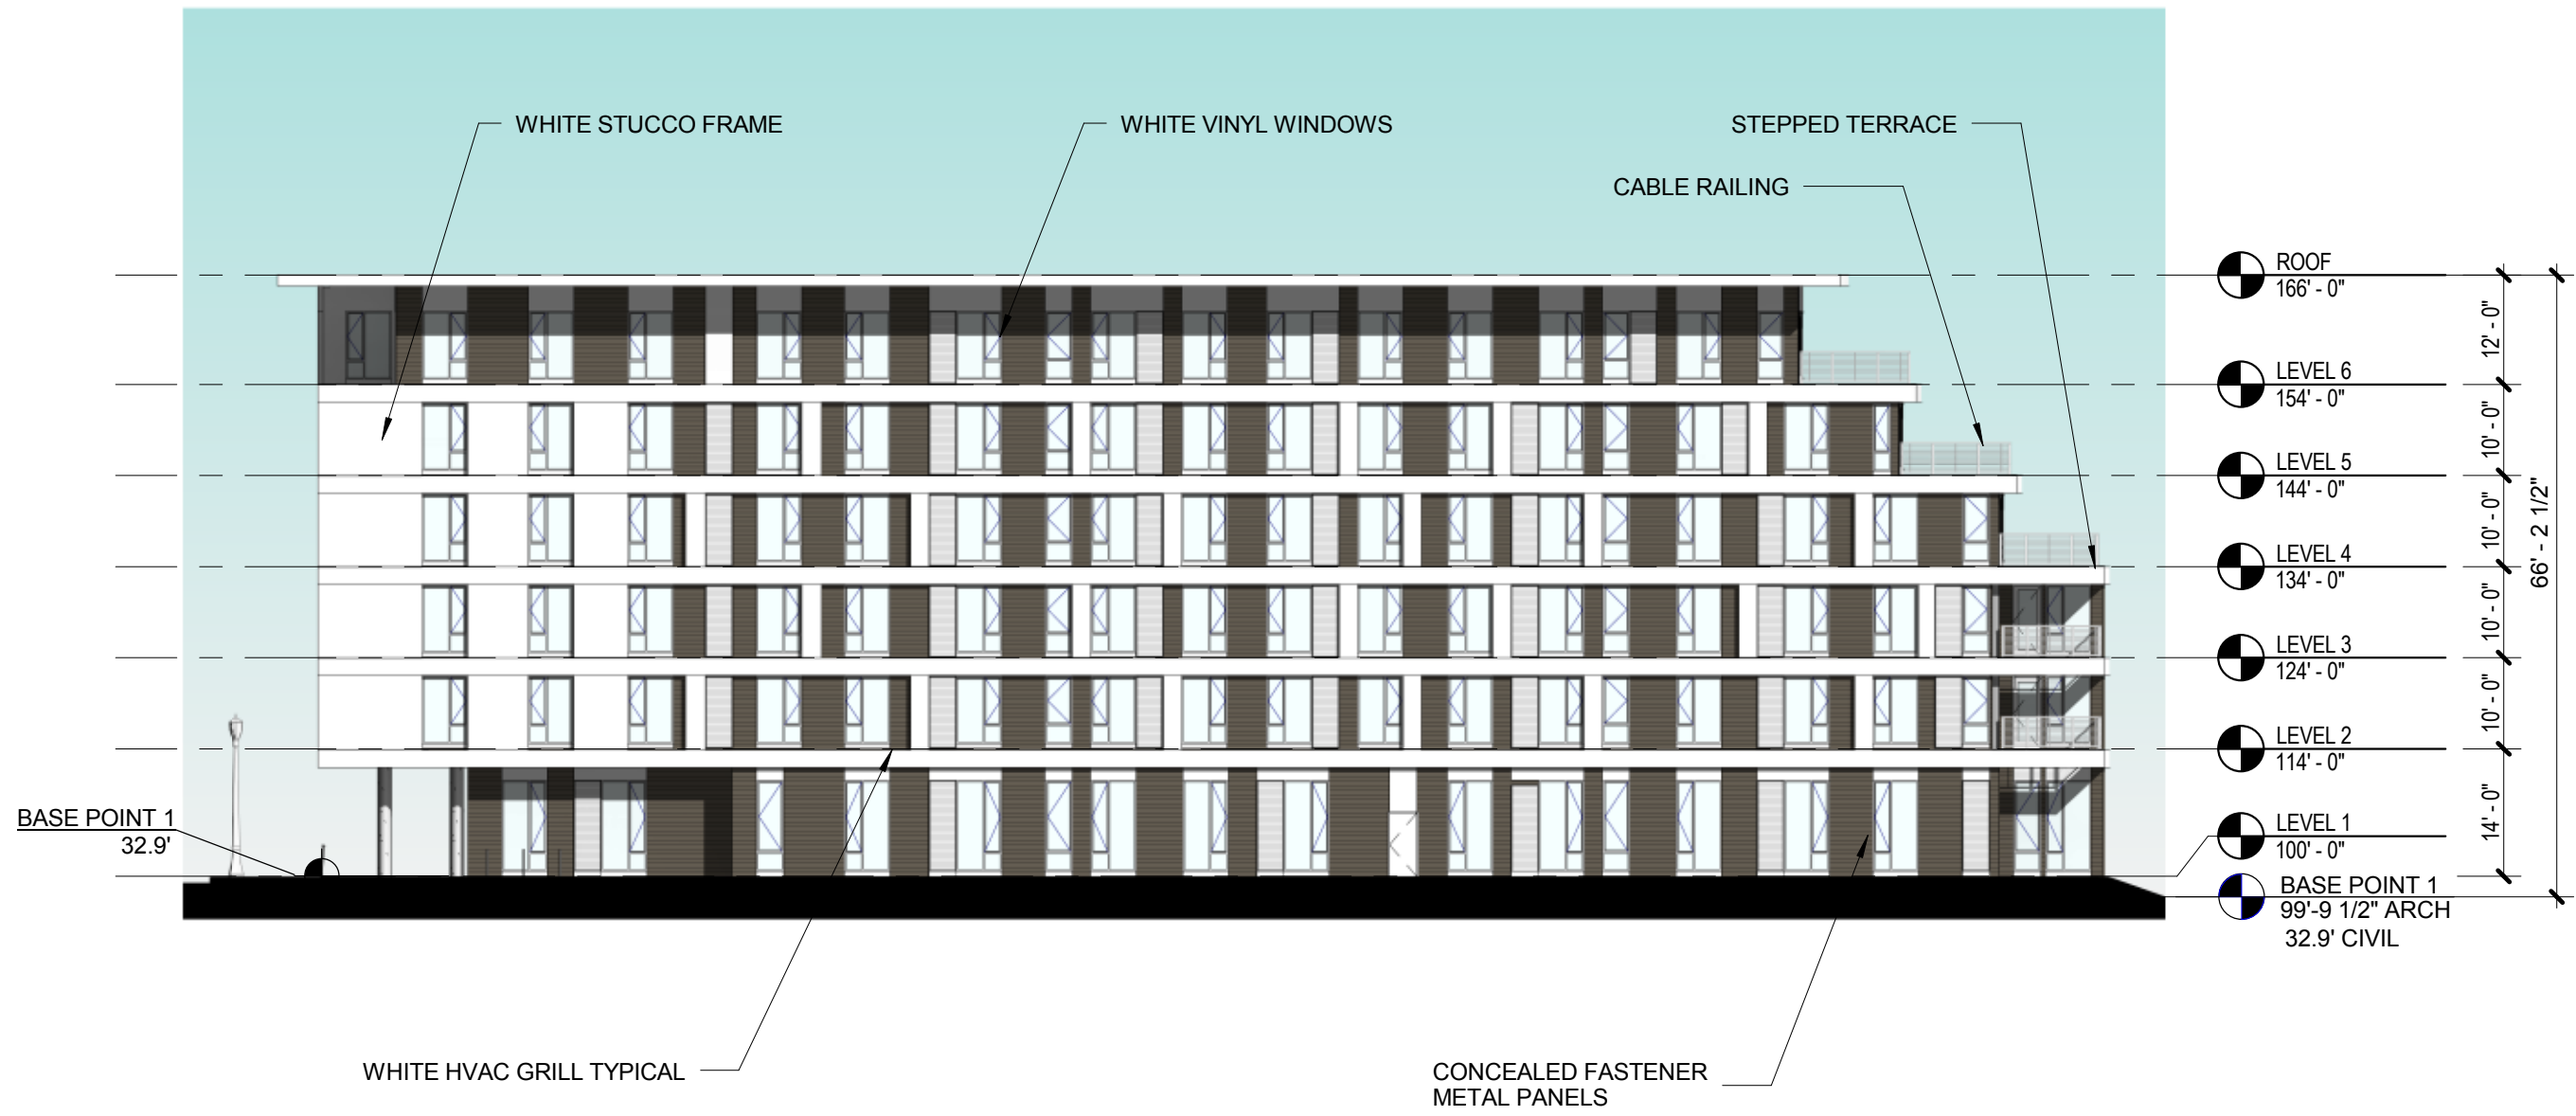 WHITE STUCCO FRAME
WHITE VINYL WINDOWS
STEPPED TERRACE
CABLE RAILING
ROOF
166' - 0"
12' - 0"
LEVEL 6
154' - 0"
10' - 0"
LEVEL 5
144' - 0"
10' - 0"
66' - 2 1/2"
LEVEL 4
134' - 0"
10' - 0"
LEVEL 3
124' - 0"
10' - 0"
LEVEL 2
114' - 0"
14' - 0"
LEVEL 1
100' - 0"
BASE POINT 1
32.9'
BASE POINT 1
99'-9 1/2" ARCH
32.9' CIVIL
WHITE HVAC GRILL TYPICAL
CONCEALED FASTENER
METAL PANELS